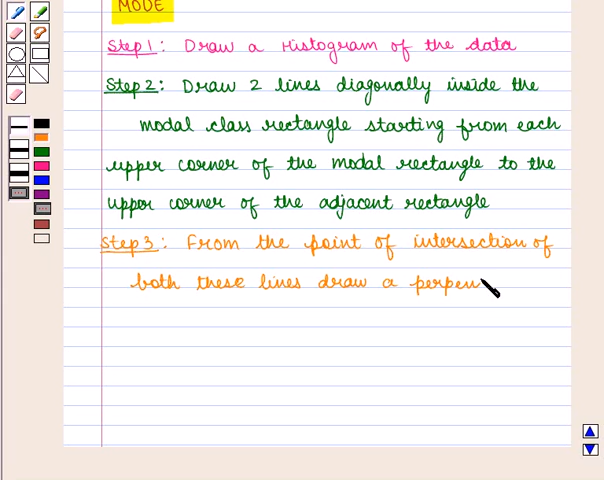 MODE
Step 1: Draw a Histogram of the data
Step 2: Draw 2 lines diagonally inside the
modal class rectangle starting from each
upper corner of the modal rectangle to the
upper corner of the adjacent rectangle
Step 3: From the point of intersection of
both these lines draw a perpen